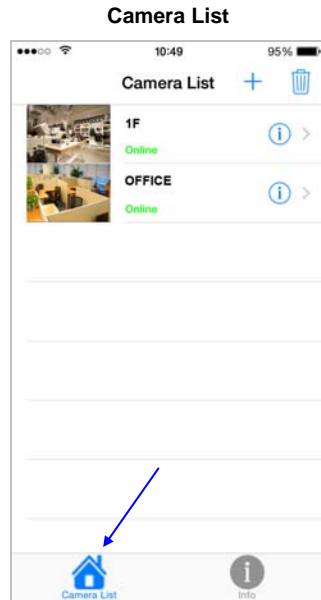 Camera List
10:49 95%
Camera List
1F
Online
OFFICE
Online
Camera List Info